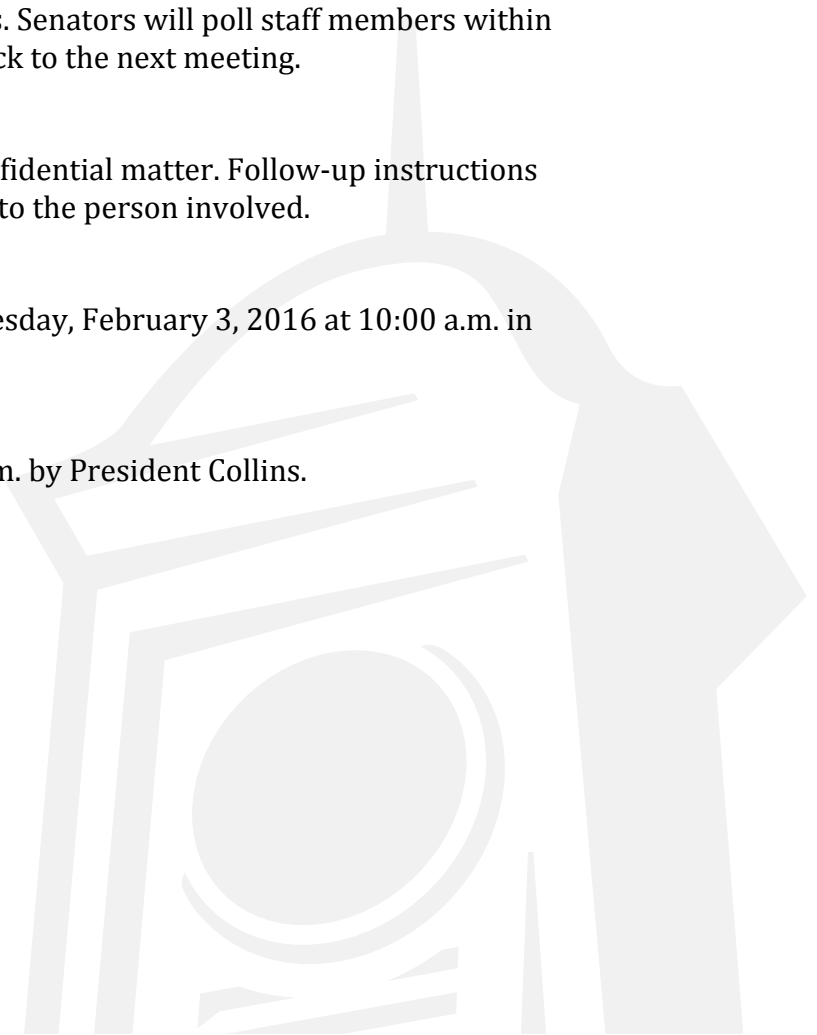 s. Senators will poll staff members within
ck to the next meeting.
fidential matter. Follow-up instructions
to the person involved.
esday, February 3, 2016 at 10:00 a.m. in
m. by President Collins.